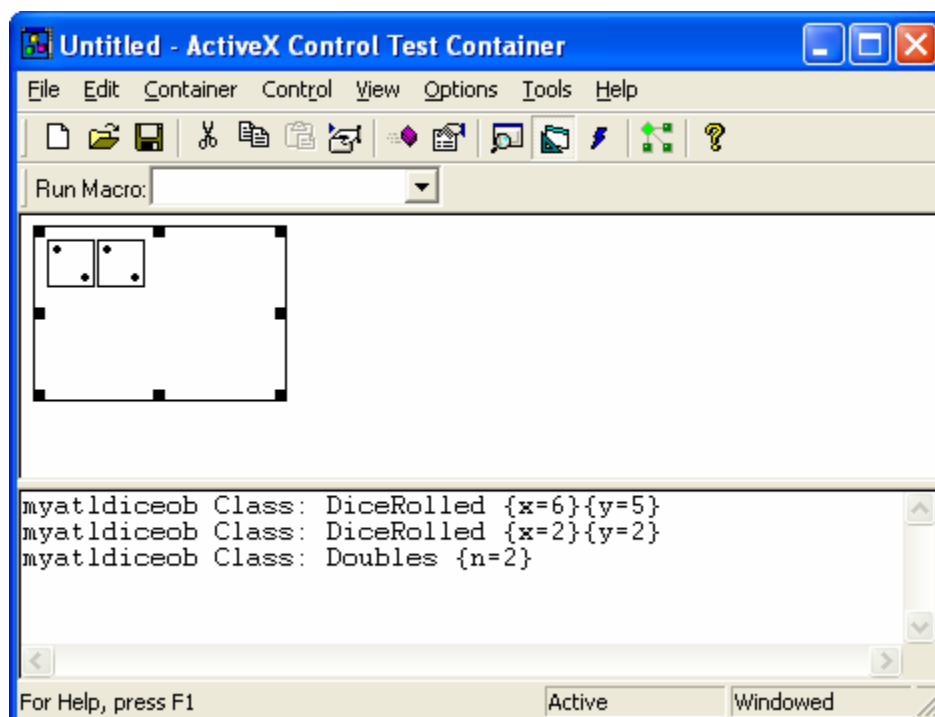 Untitled - ActiveX Control Test Container
File Edit Container Control View Options Tools Help
Run Macro:
myatldiceob Class: DiceRolled {x=6}{y=5}
myatldiceob Class: DiceRolled {x=2}{y=2}
myatldiceob Class: Doubles {n=2}
For Help, press F1 Active Windowed